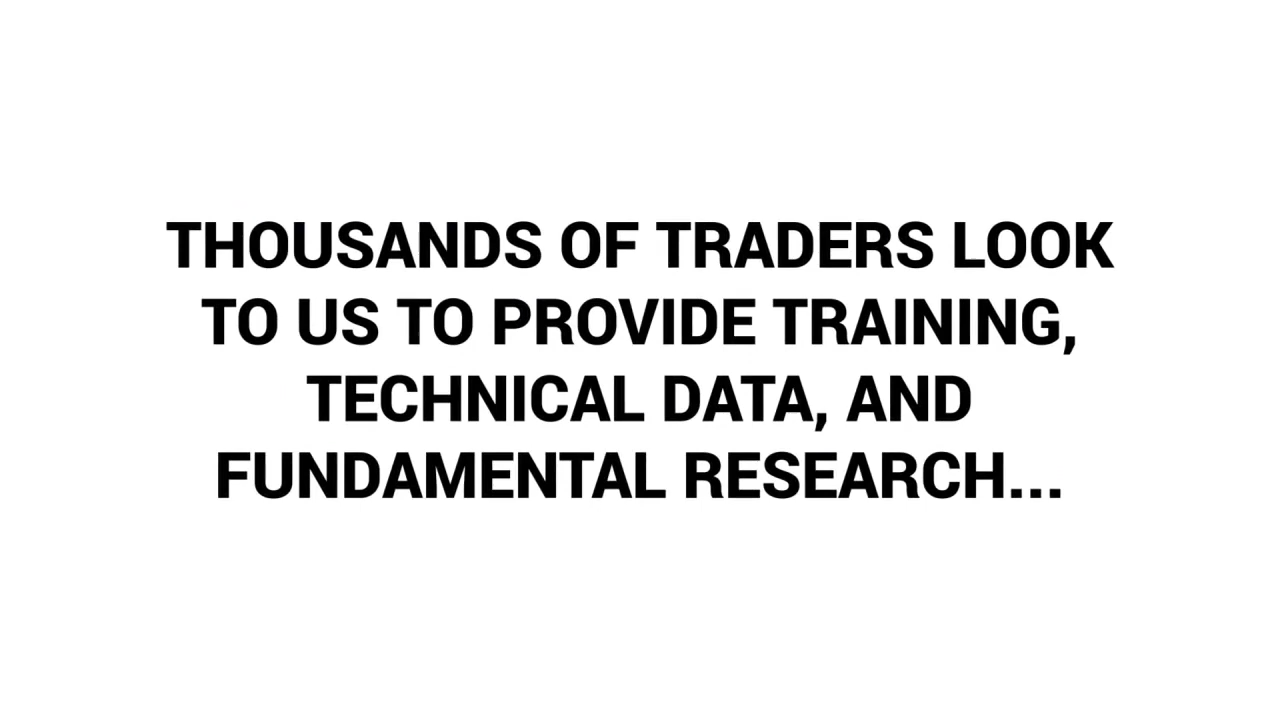 THOUSANDS OF TRADERS LOOK
TO US TO PROVIDE TRAINING,
TECHNICAL DATA, AND
FUNDAMENTAL RESEARCH...